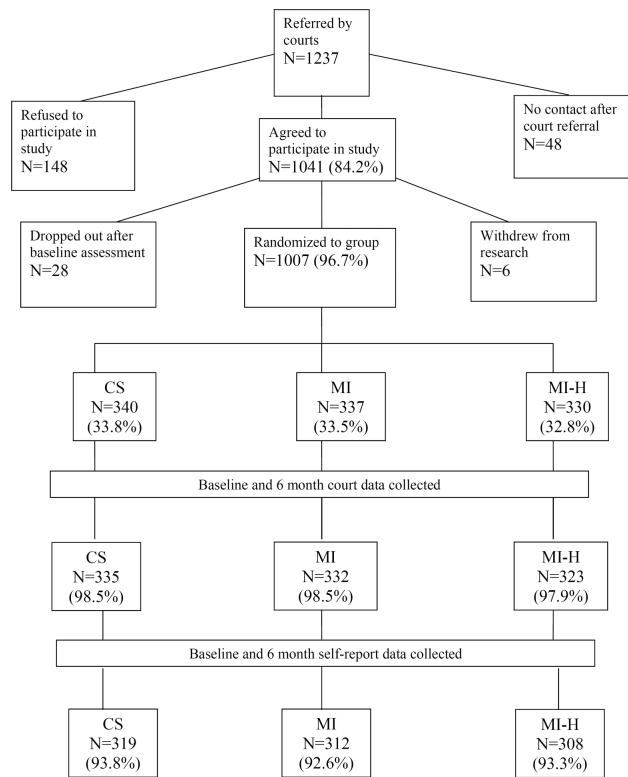 Referred by
courts
N=1237
Refused to
participate in
study
N=148
Agreed to
participate in study
N=1041 (84.2%)
No contact after
court referral
N=48
Dropped out after
baseline assessment
N=28
Randomized to group
N=1007 (96.7%)
Withdrew from
research
N=6
CS
N=340
(33.8%)
MI
N=337
(33.5%)
MI-H
N=330
(32.8%)
Baseline and 6 month court data collected
CS
N=335
(98.5%)
MI
N=332
(98.5%)
MI-H
N=323
(97.9%)
Baseline and 6 month self-report data collected
CS
N=319
(93.8%)
MI
N=312
(92.6%)
MI-H
N=308
(93.3%)